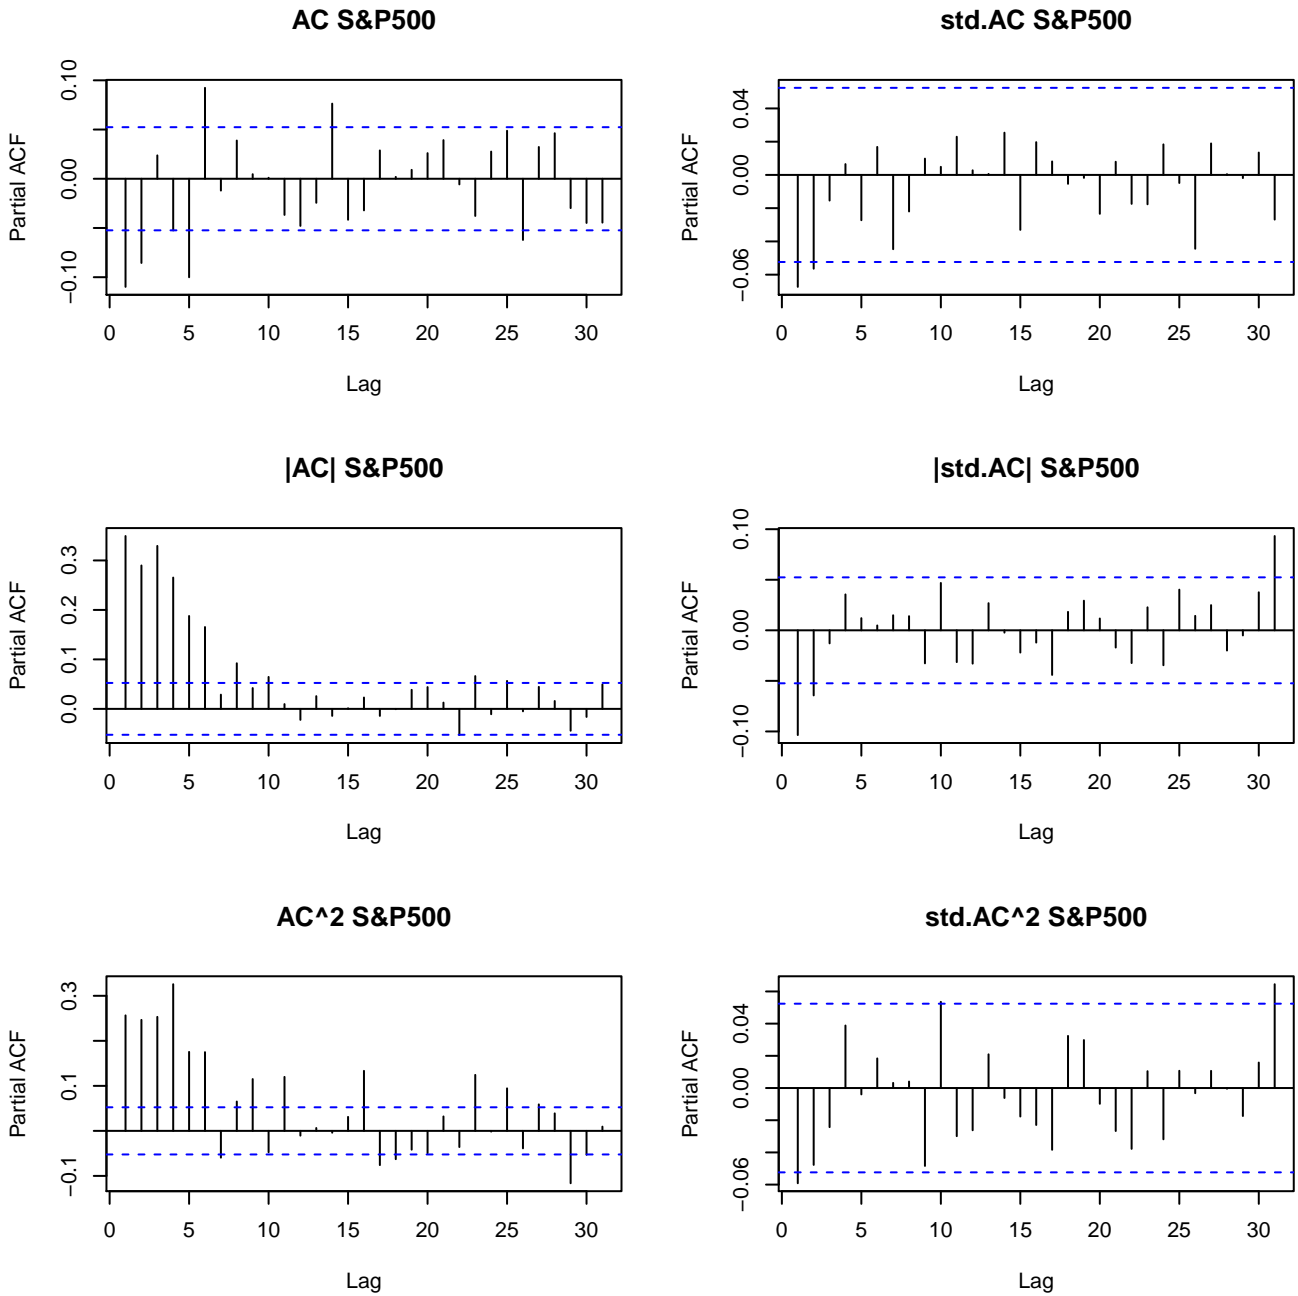 AC S&P500
Partial ACF
0.10
0.00
−0.10
0 5 10 15 20 25 30
Lag
std.AC S&P500
Partial ACF
0.04
0.00
−0.06
0 5 10 15 20 25 30
Lag
|AC| S&P500
Partial ACF
0.3
0.2
0.1
0.0
0 5 10 15 20 25 30
Lag
|std.AC| S&P500
Partial ACF
0.10
0.00
−0.10
0 5 10 15 20 25 30
Lag
AC^2 S&P500
Partial ACF
0.3
0.1
−0.1
0 5 10 15 20 25 30
Lag
std.AC^2 S&P500
Partial ACF
0.04
0.00
−0.06
0 5 10 15 20 25 30
Lag